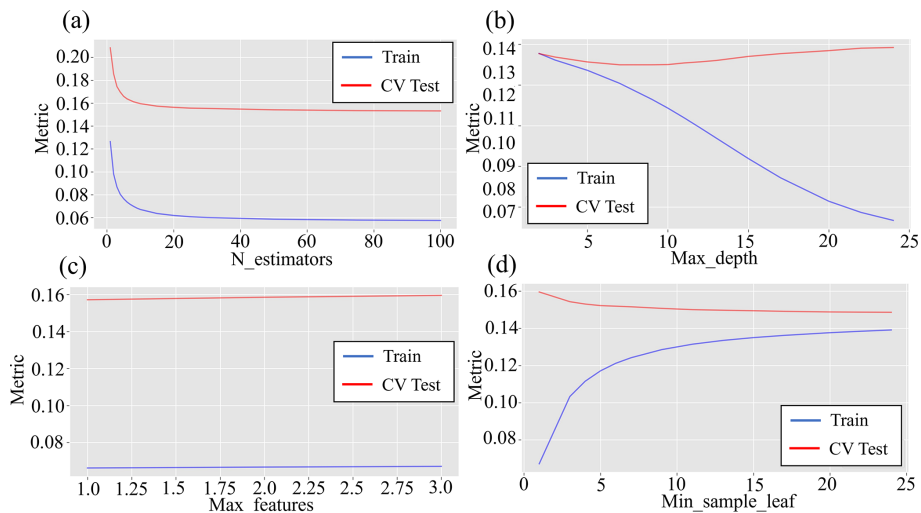 (a)
Metric
0.20
0.18
0.16
0.14
0.12
0.10
0.08
0.06
Train
CV Test
0
20
40
60
80
100
N_estimators
(b)
Metric
0.14
0.13
0.11
0.10
0.09
0.08
0.07
Train
CV Test
5
10
15
20
25
Max_depth
(c)
Metric
0.16
0.14
0.12
0.10
0.08
Train
CV Test
1.0
1.25
1.5
1.75
2.0
2.25
2.5
2.75
3.0
Max_features
(d)
Metric
0.16
0.14
0.12
0.10
0.08
Train
CV Test
0
5
10
15
20
25
Min_sample_leaf